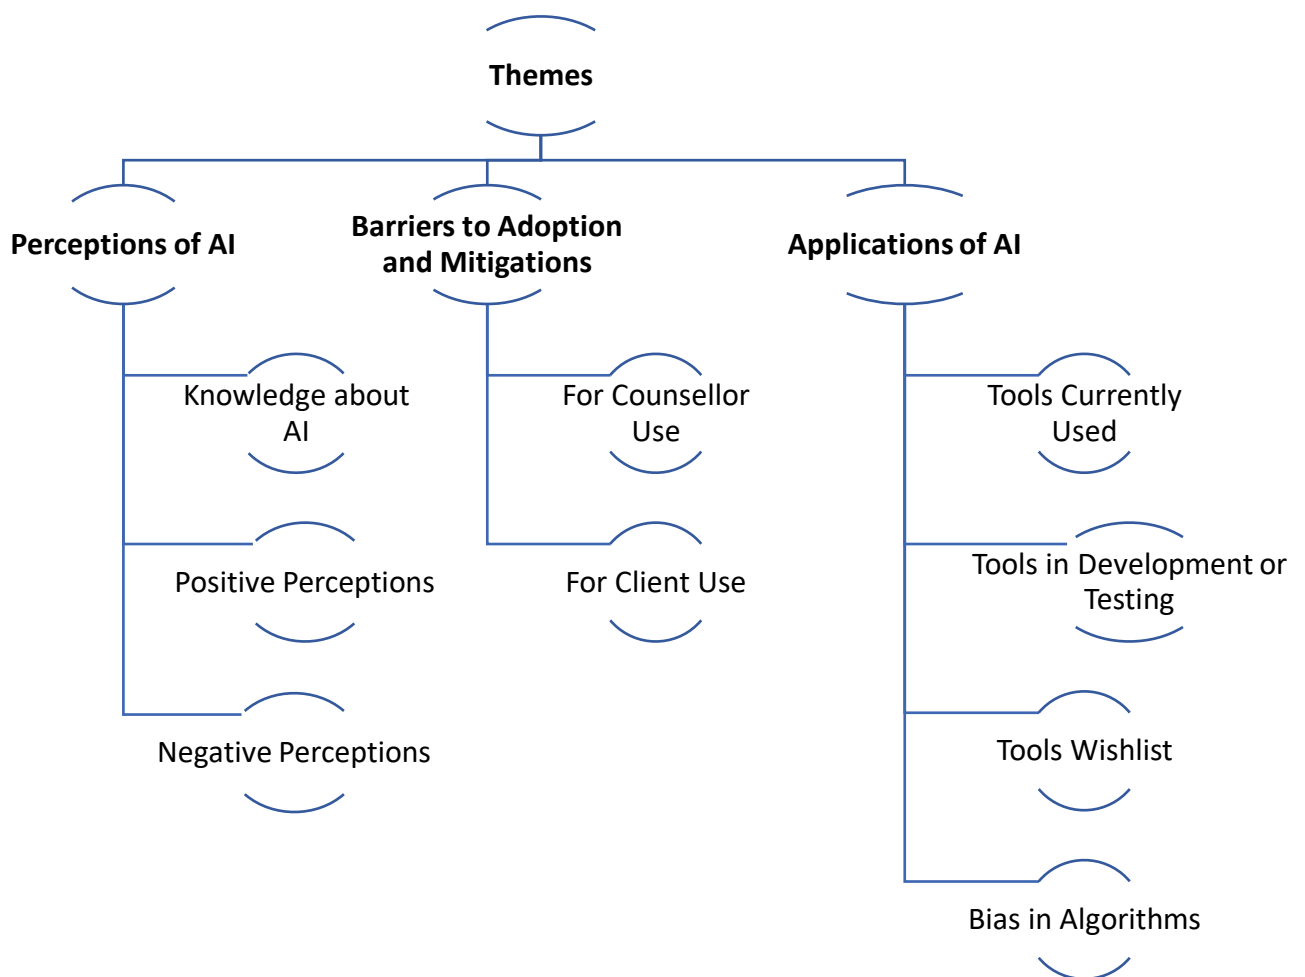 Themes
Perceptions of AI
Barriers to Adoption
and Mitigations
Applications of AI
Knowledge about
AI
Positive Perceptions
Negative Perceptions
For Counsellor
Use
For Client Use
Tools Currently
Used
Tools in Development or
Testing
Tools Wishlist
Bias in Algorithms